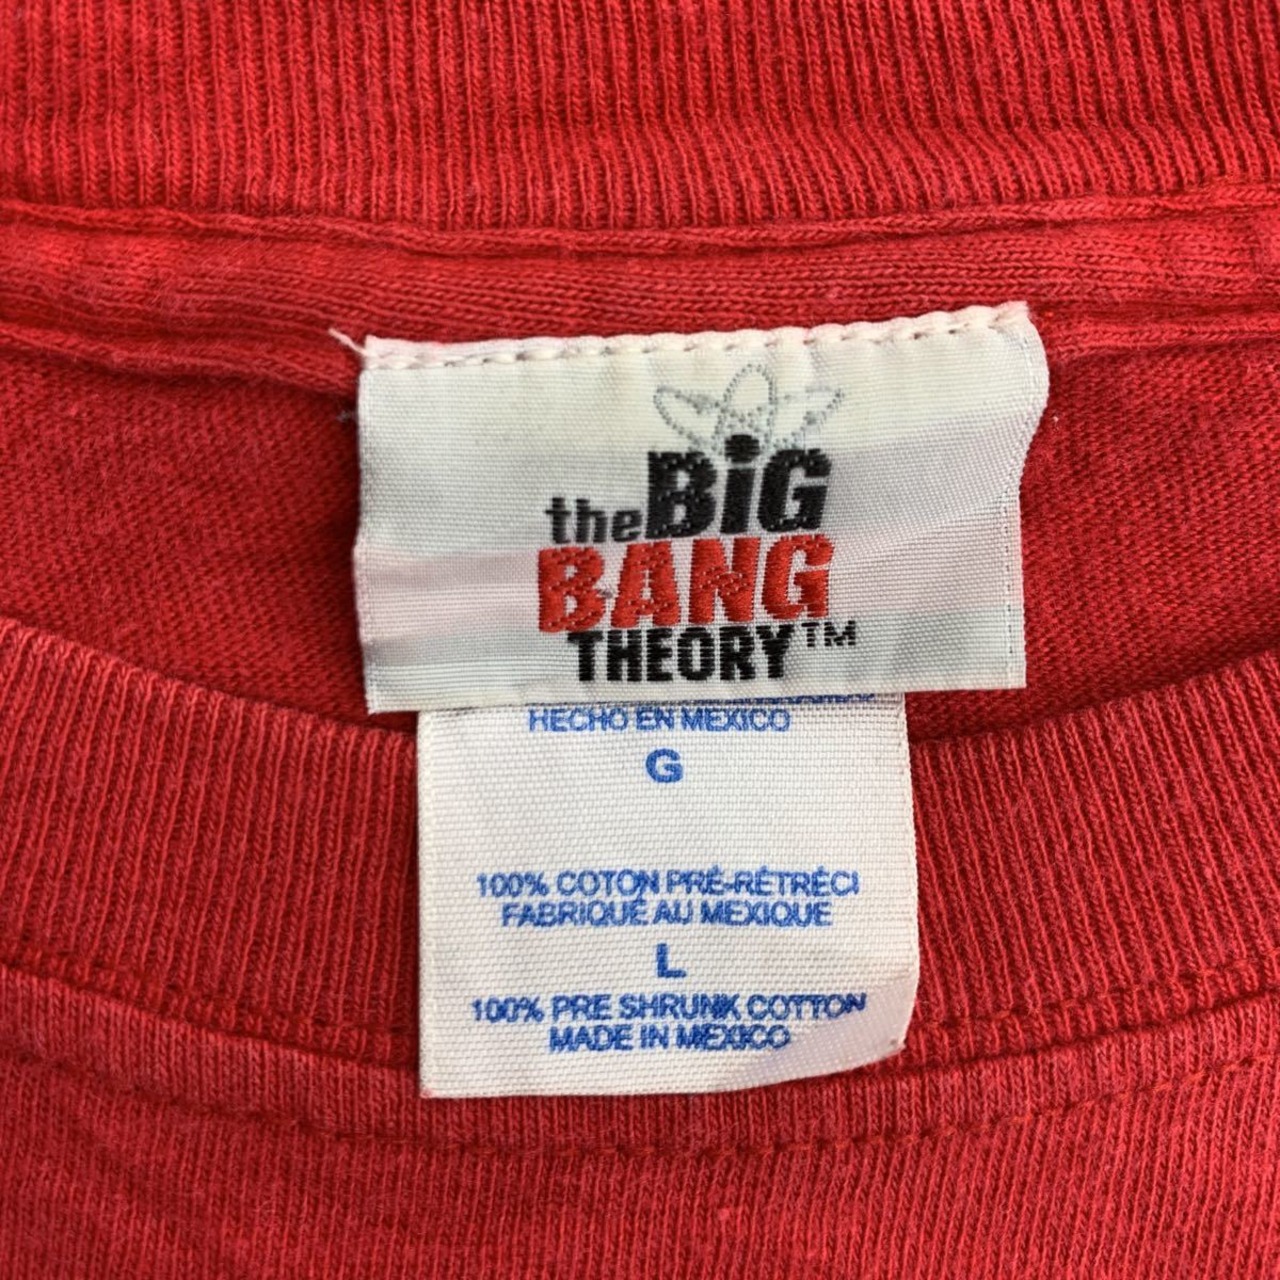 the BiG
BANG
THEORY™
HECHO EN MEXICO
G
100% COTON PRÉ-RÉTRÉCI
FABRIQUÉ AU MEXIQUE
L
100% PRE SHRUNK COTTON
MADE IN MEXICO